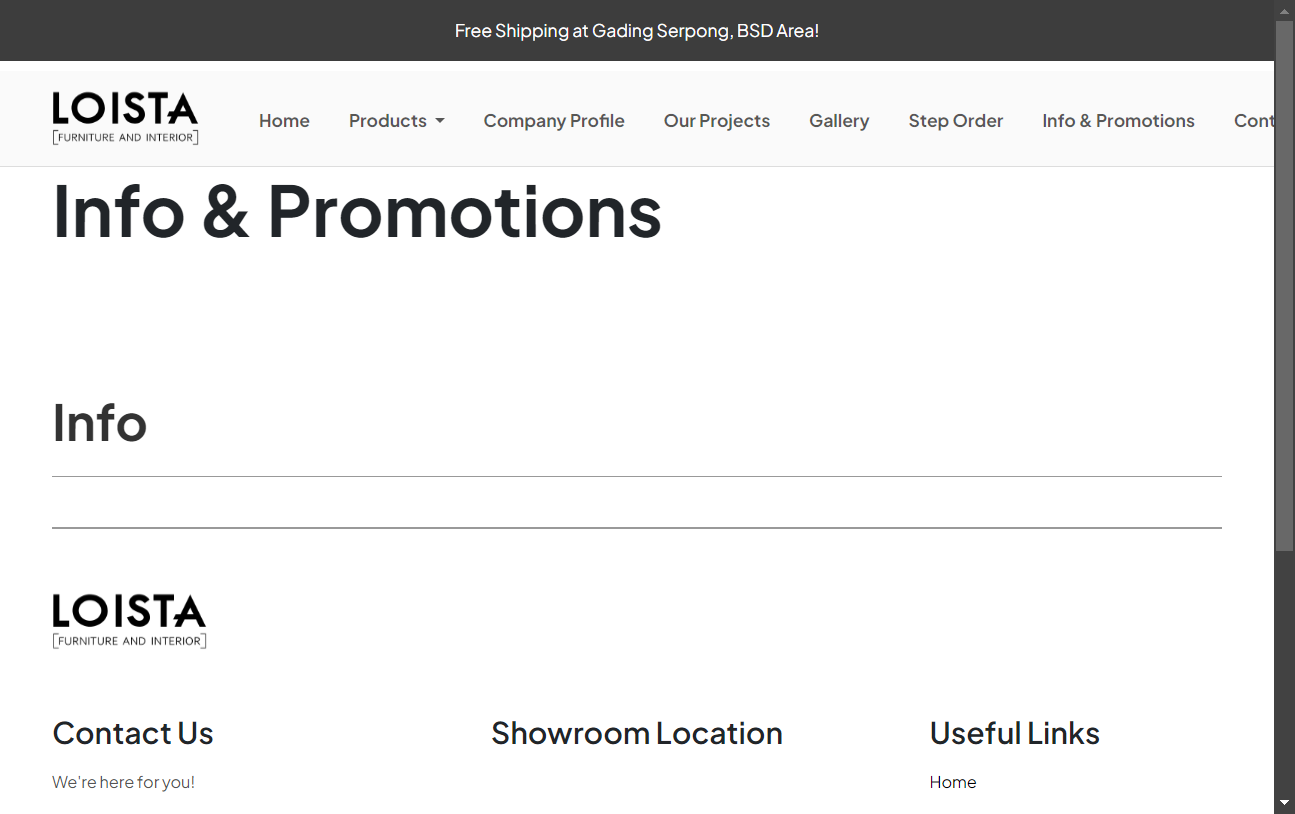 Free Shipping at Gading Serpong, BSD Area!
LOISTA
[FURNITURE AND INTERIOR]
Home Products Company Profile Our Projects Gallery Step Order Info & Promotions Cont
Info & Promotions
Info
LOISTA
[FURNITURE AND INTERIOR]
Contact Us Showroom Location Useful Links
We're here for you! Home